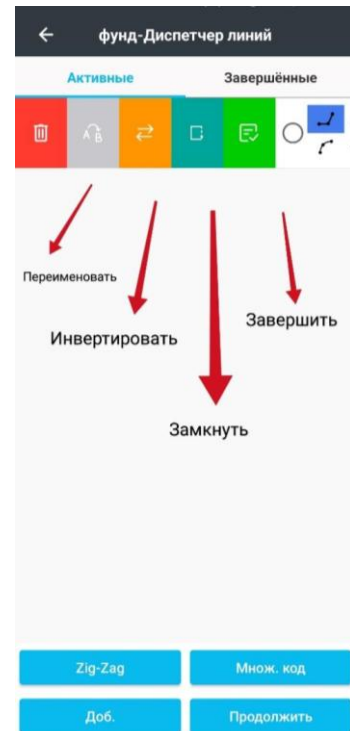 фунд-Диспетчер линий
Активные Завершённые
A B
Переименовать
Инвертировать
Завершить
Замкнуть
Zig-Zag Множ. код
Доб. Продолжить